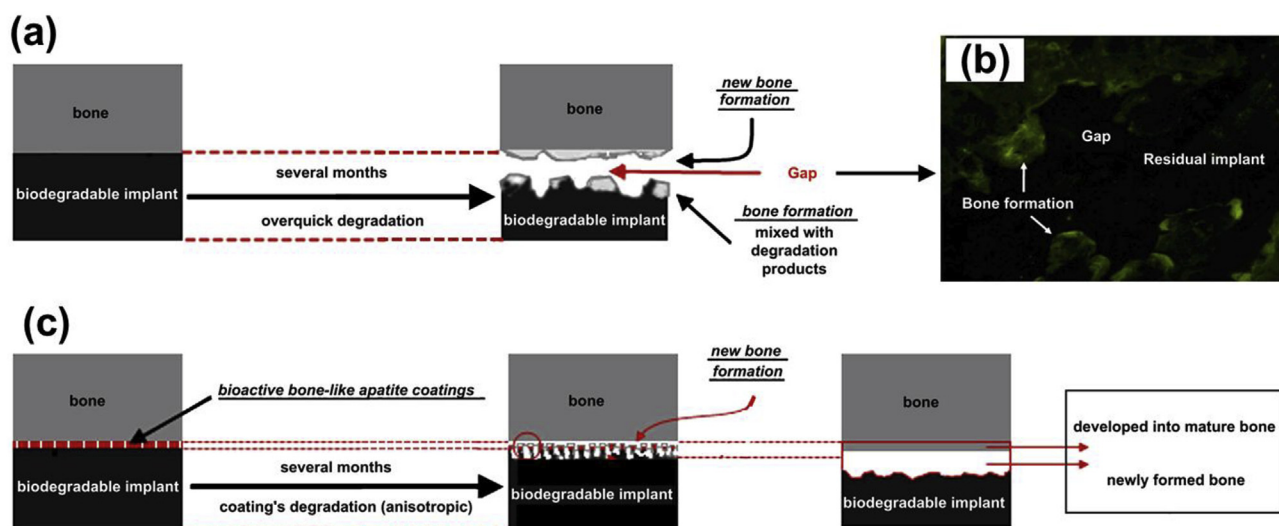 (a)
bone
biodegradable implant
several months
overquick degradation
biodegradable implant
new bone
formation
Gap
bone formation
mixed with
degradation
products
(b)
Gap
Residual implant
Bone formation
(c)
bone
biodegradable implant
bioactive bone-like apatite coatings
several months
coating's degradation (anisotropic)
new bone
formation
bone
biodegradable implant
bone
biodegradable implant
developed into mature bone
newly formed bone